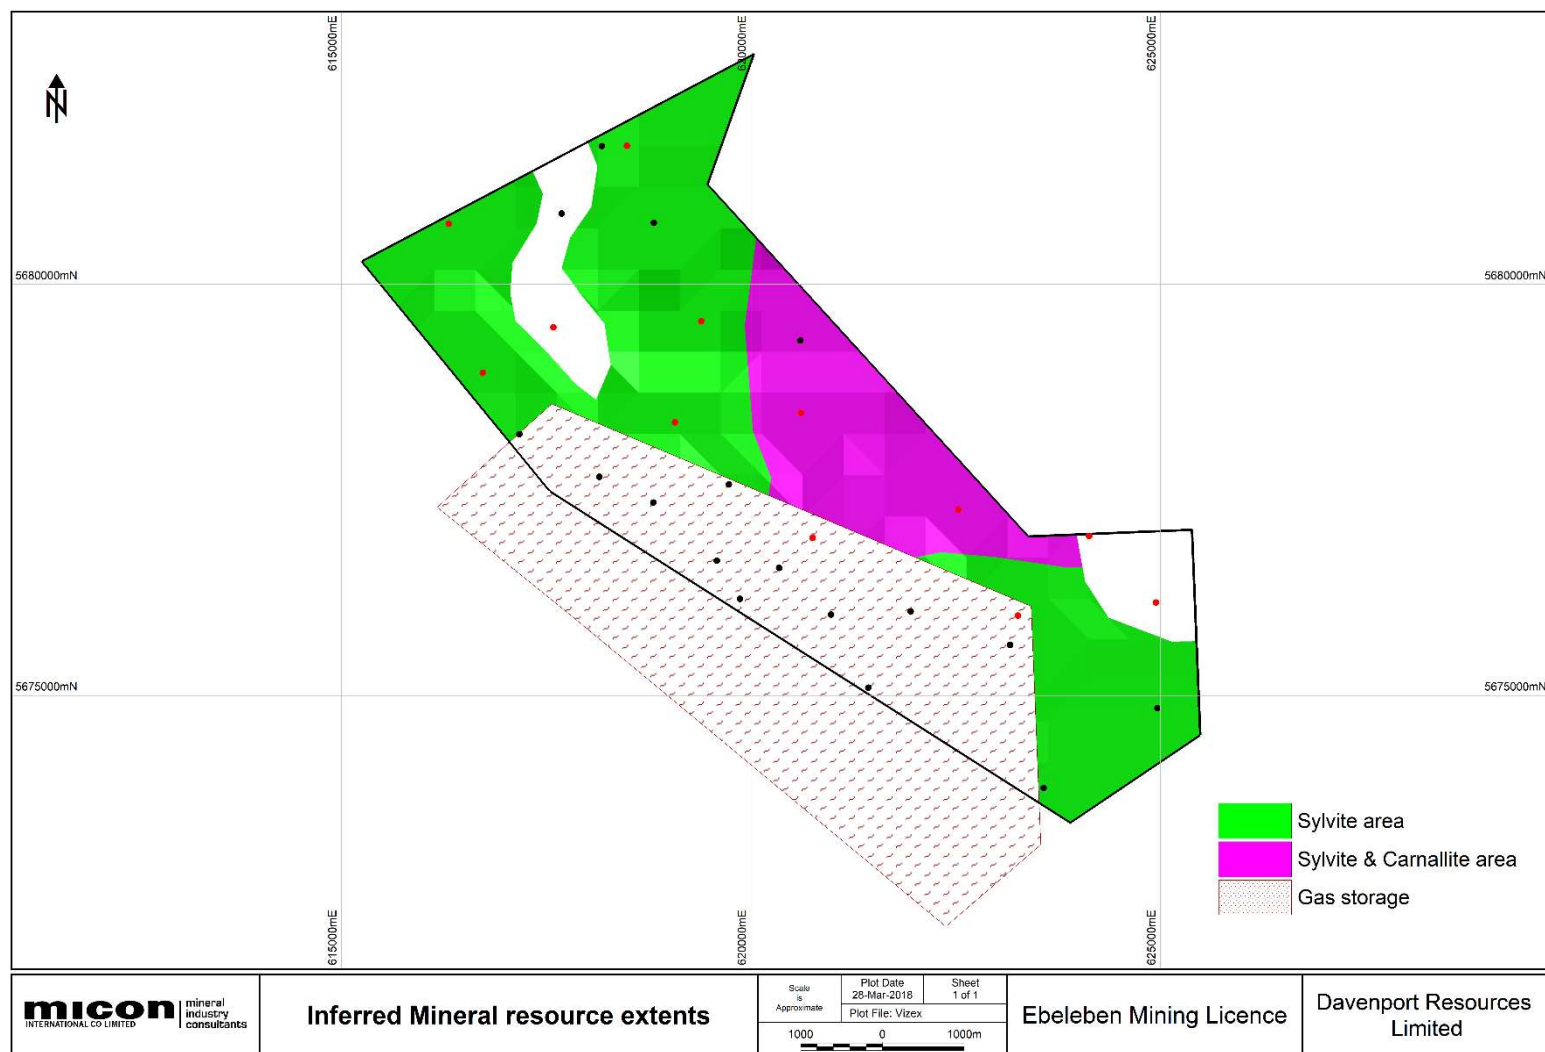 615000mE
620000mE
625000mE
N
5680000mN
5680000mN
5675000mN
5675000mN
Sylvite area
Sylvite & Carnallite area
Gas storage
615000mE
620000mE
625000mE
micon
INTERNATIONAL CO LIMITED
mineral
industry
consultants
Inferred Mineral resource extents
Scale
is
Approximate
Plot Date
28-Mar-2018
Sheet
1 of 1
Plot File: Vizex
1000 0 1000m
Ebeleben Mining Licence
Davenport Resources
Limited